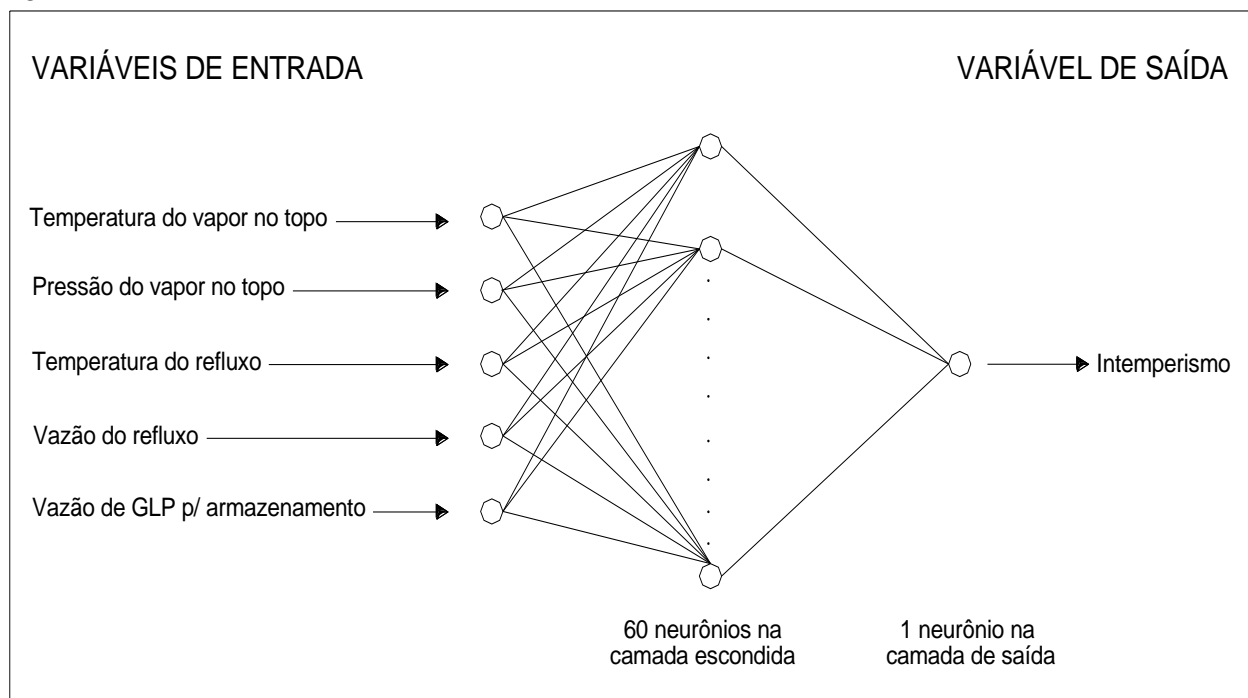 VARIÁVEIS DE ENTRADA
VARIÁVEL DE SAÍDA
Temperatura do vapor no topo
Pressão do vapor no topo
Temperatura do refluxo
Vazão do refluxo
Vazão de GLP p/ armazenamento
Intemperismo
60 neurônios na
camada escondida
1 neurônio na
camada de saída